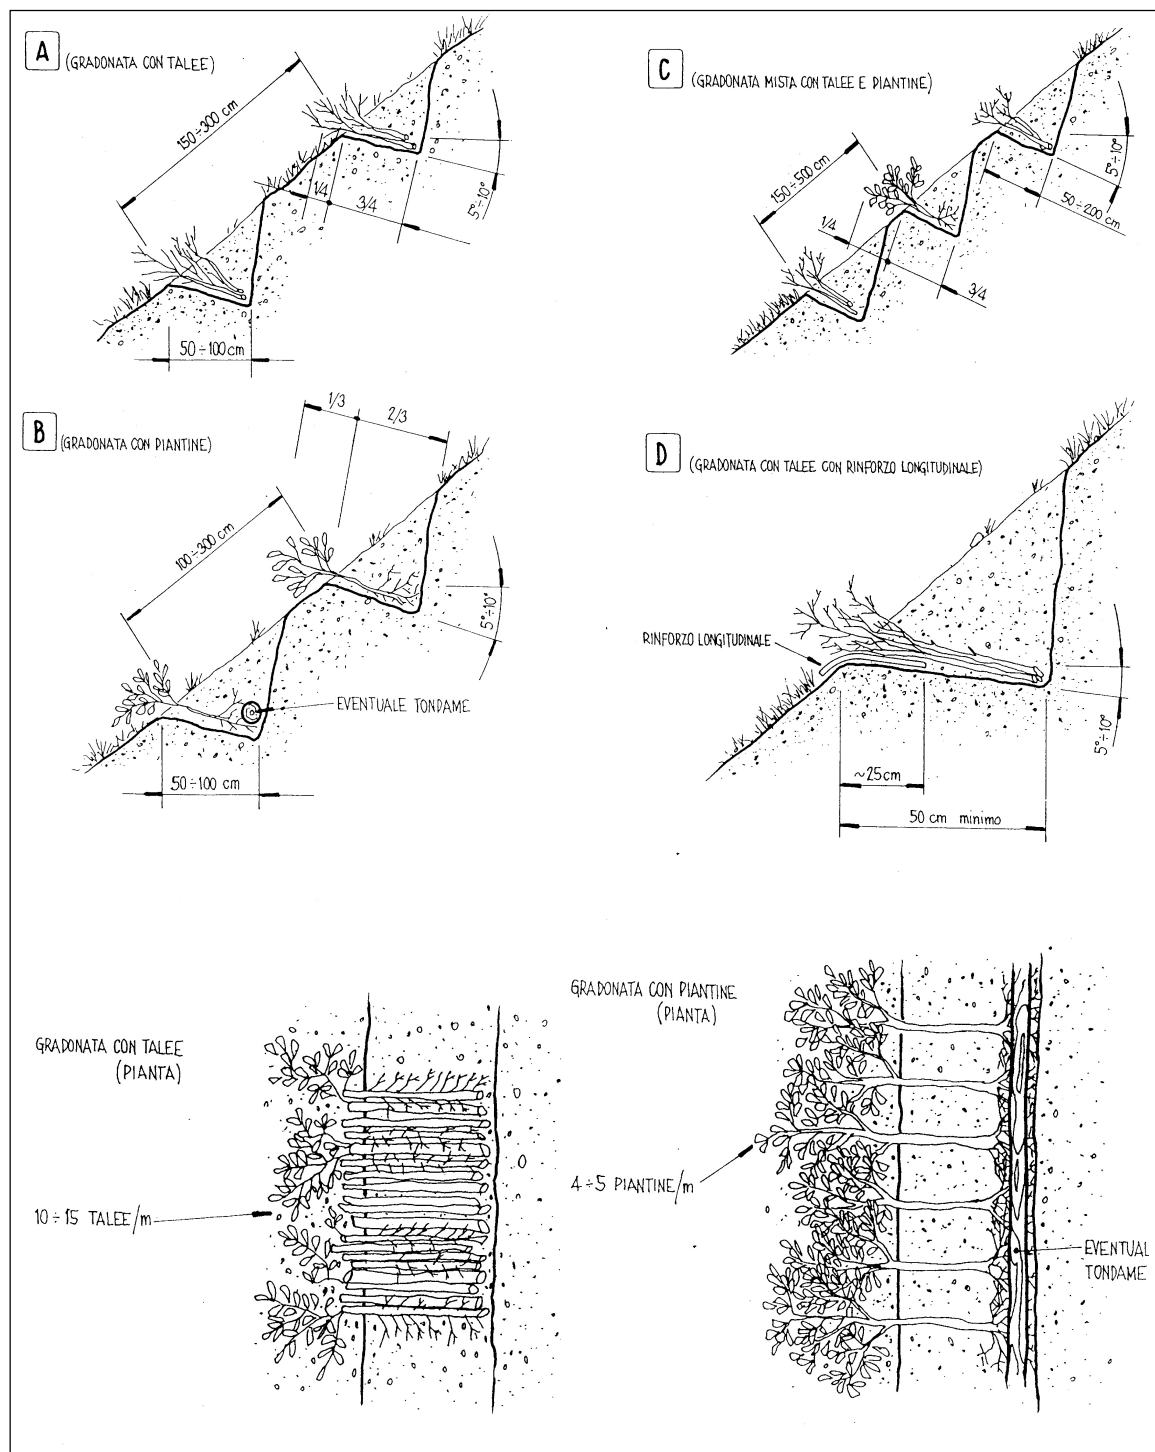 A (GRADONATA CON TALEE)
150÷300 cm
1/4
3/4
5°÷10°
50÷100 cm
C (GRADONATA MISTA CON TALEE E PIANTINE)
150÷500 cm
1/4
3/4
5°÷10°
50÷200 cm
B (GRADONATA CON PIANTINE)
1/3
2/3
100÷300 cm
5°÷10°
EVENTUALE TONDAME
50÷100 cm
D (GRADONATA CON TALEE CON RINFORZO LONGITUDINALE)
RINFORZO LONGITUDINALE
5°÷10°
~25cm
50 cm minimo
GRADONATA CON TALEE
(PIANTA)
10÷15 TALEE/m
GRADONATA CON PIANTINE
(PIANTA)
4÷5 PIANTINE/m
EVENTUAL
TONDAME